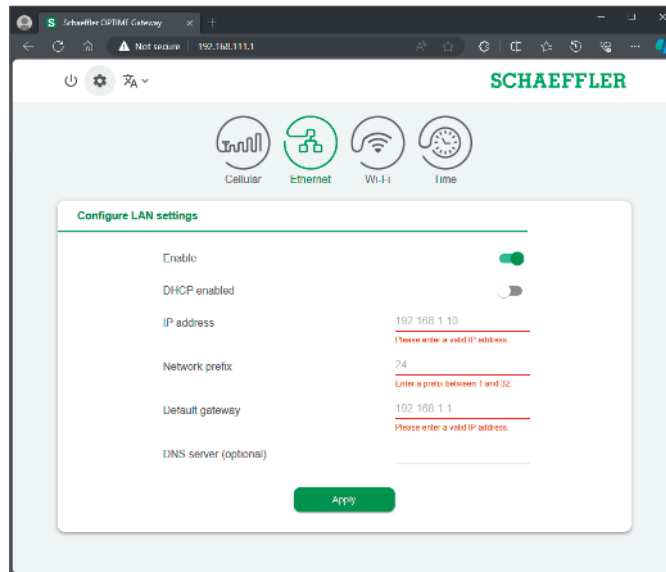 Schaeffler OPTIME Gateway
Not secure 192.168.111.1
SCHAEFFLER
Cellular Ethernet Wi-Fi Time
Configure LAN settings
Enable
DHCP enabled
IP address 192.168.1.10
Please enter a valid IP address.
Network prefix 24
Enter a prefix between 1 and 32.
Default gateway 192.168.1.1
Please enter a valid IP address.
DNS server (optional)
Apply